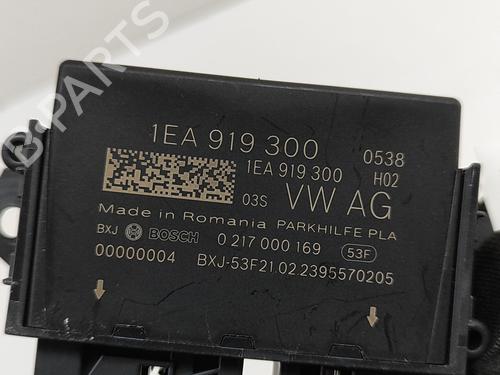 1EA 919 300 0538
1EA 919 300 H02
03S VW AG
Made in Romania PARKHILFE PLA
BXJ BOSCH 0 217 000 169 53F
00000004 BXJ-53F21.02.2395570205
B-PARTS